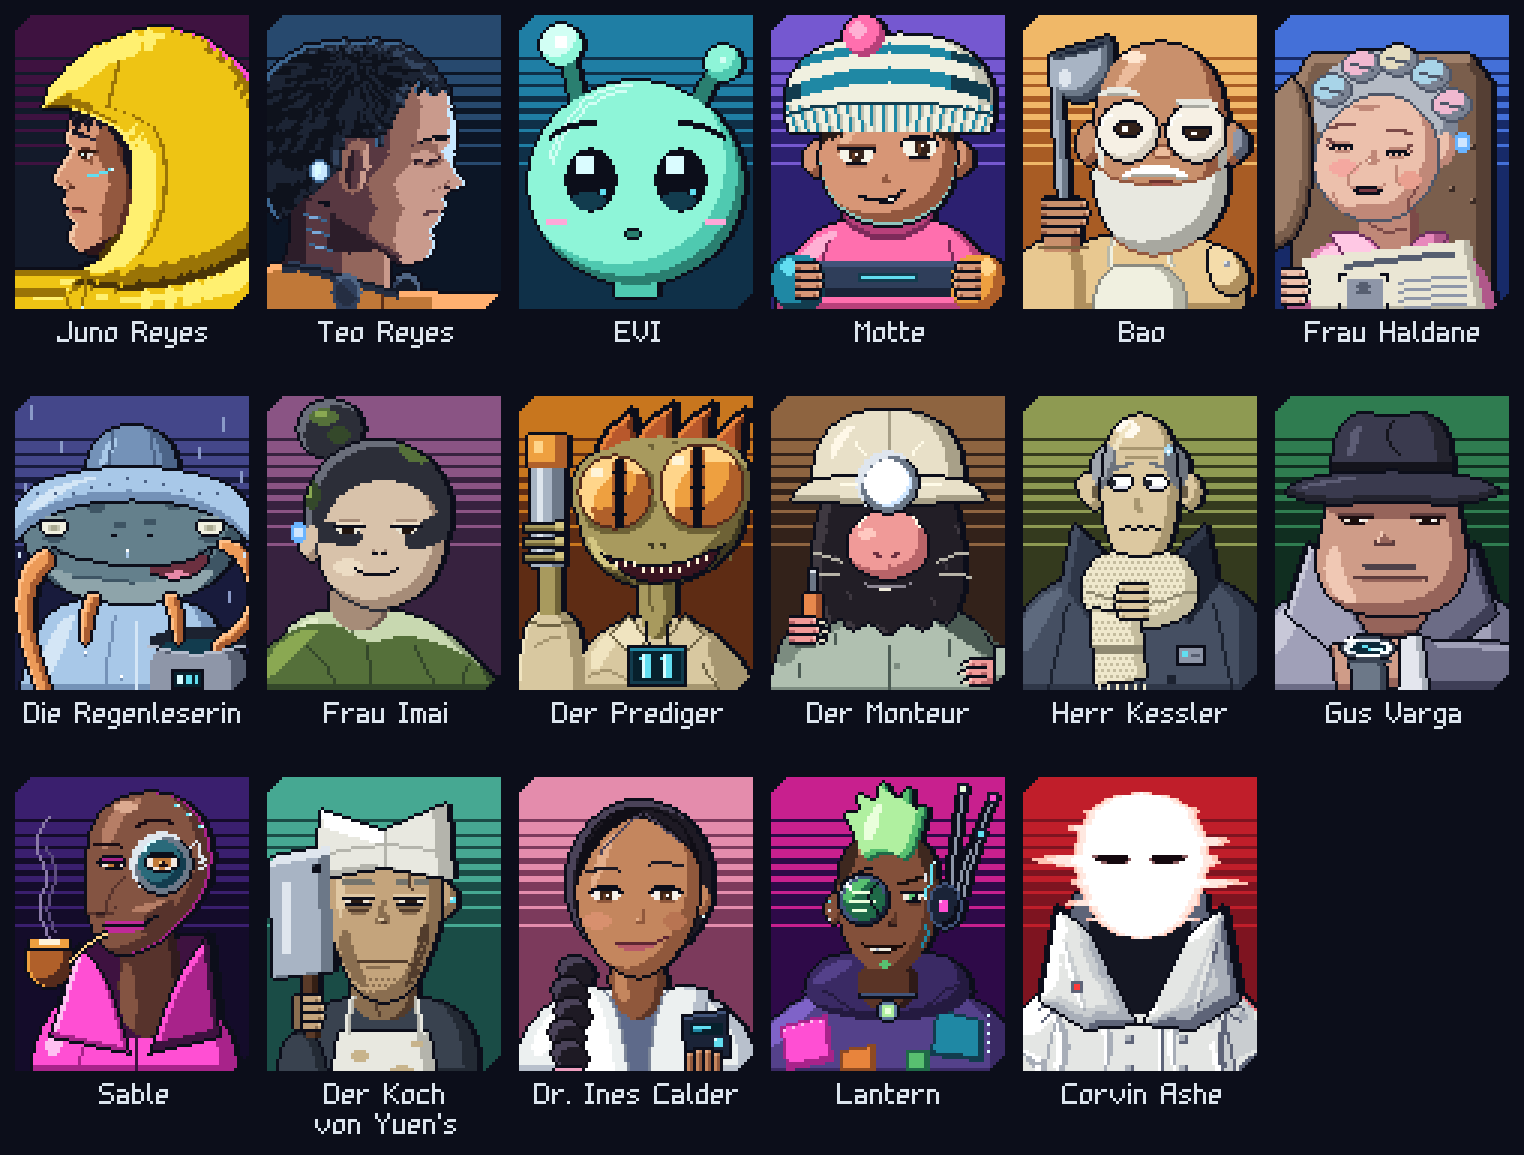 Juno Reyes
Teo Reyes
EVI
Motte
Bao
Frau Haldane
Die Regenleserin
Frau Imai
Der Prediger
Der Monteur
Herr Kessler
Gus Varga
Sable
Der Koch
von Yuen's
Dr. Ines Calder
Lantern
Corvin Ashe